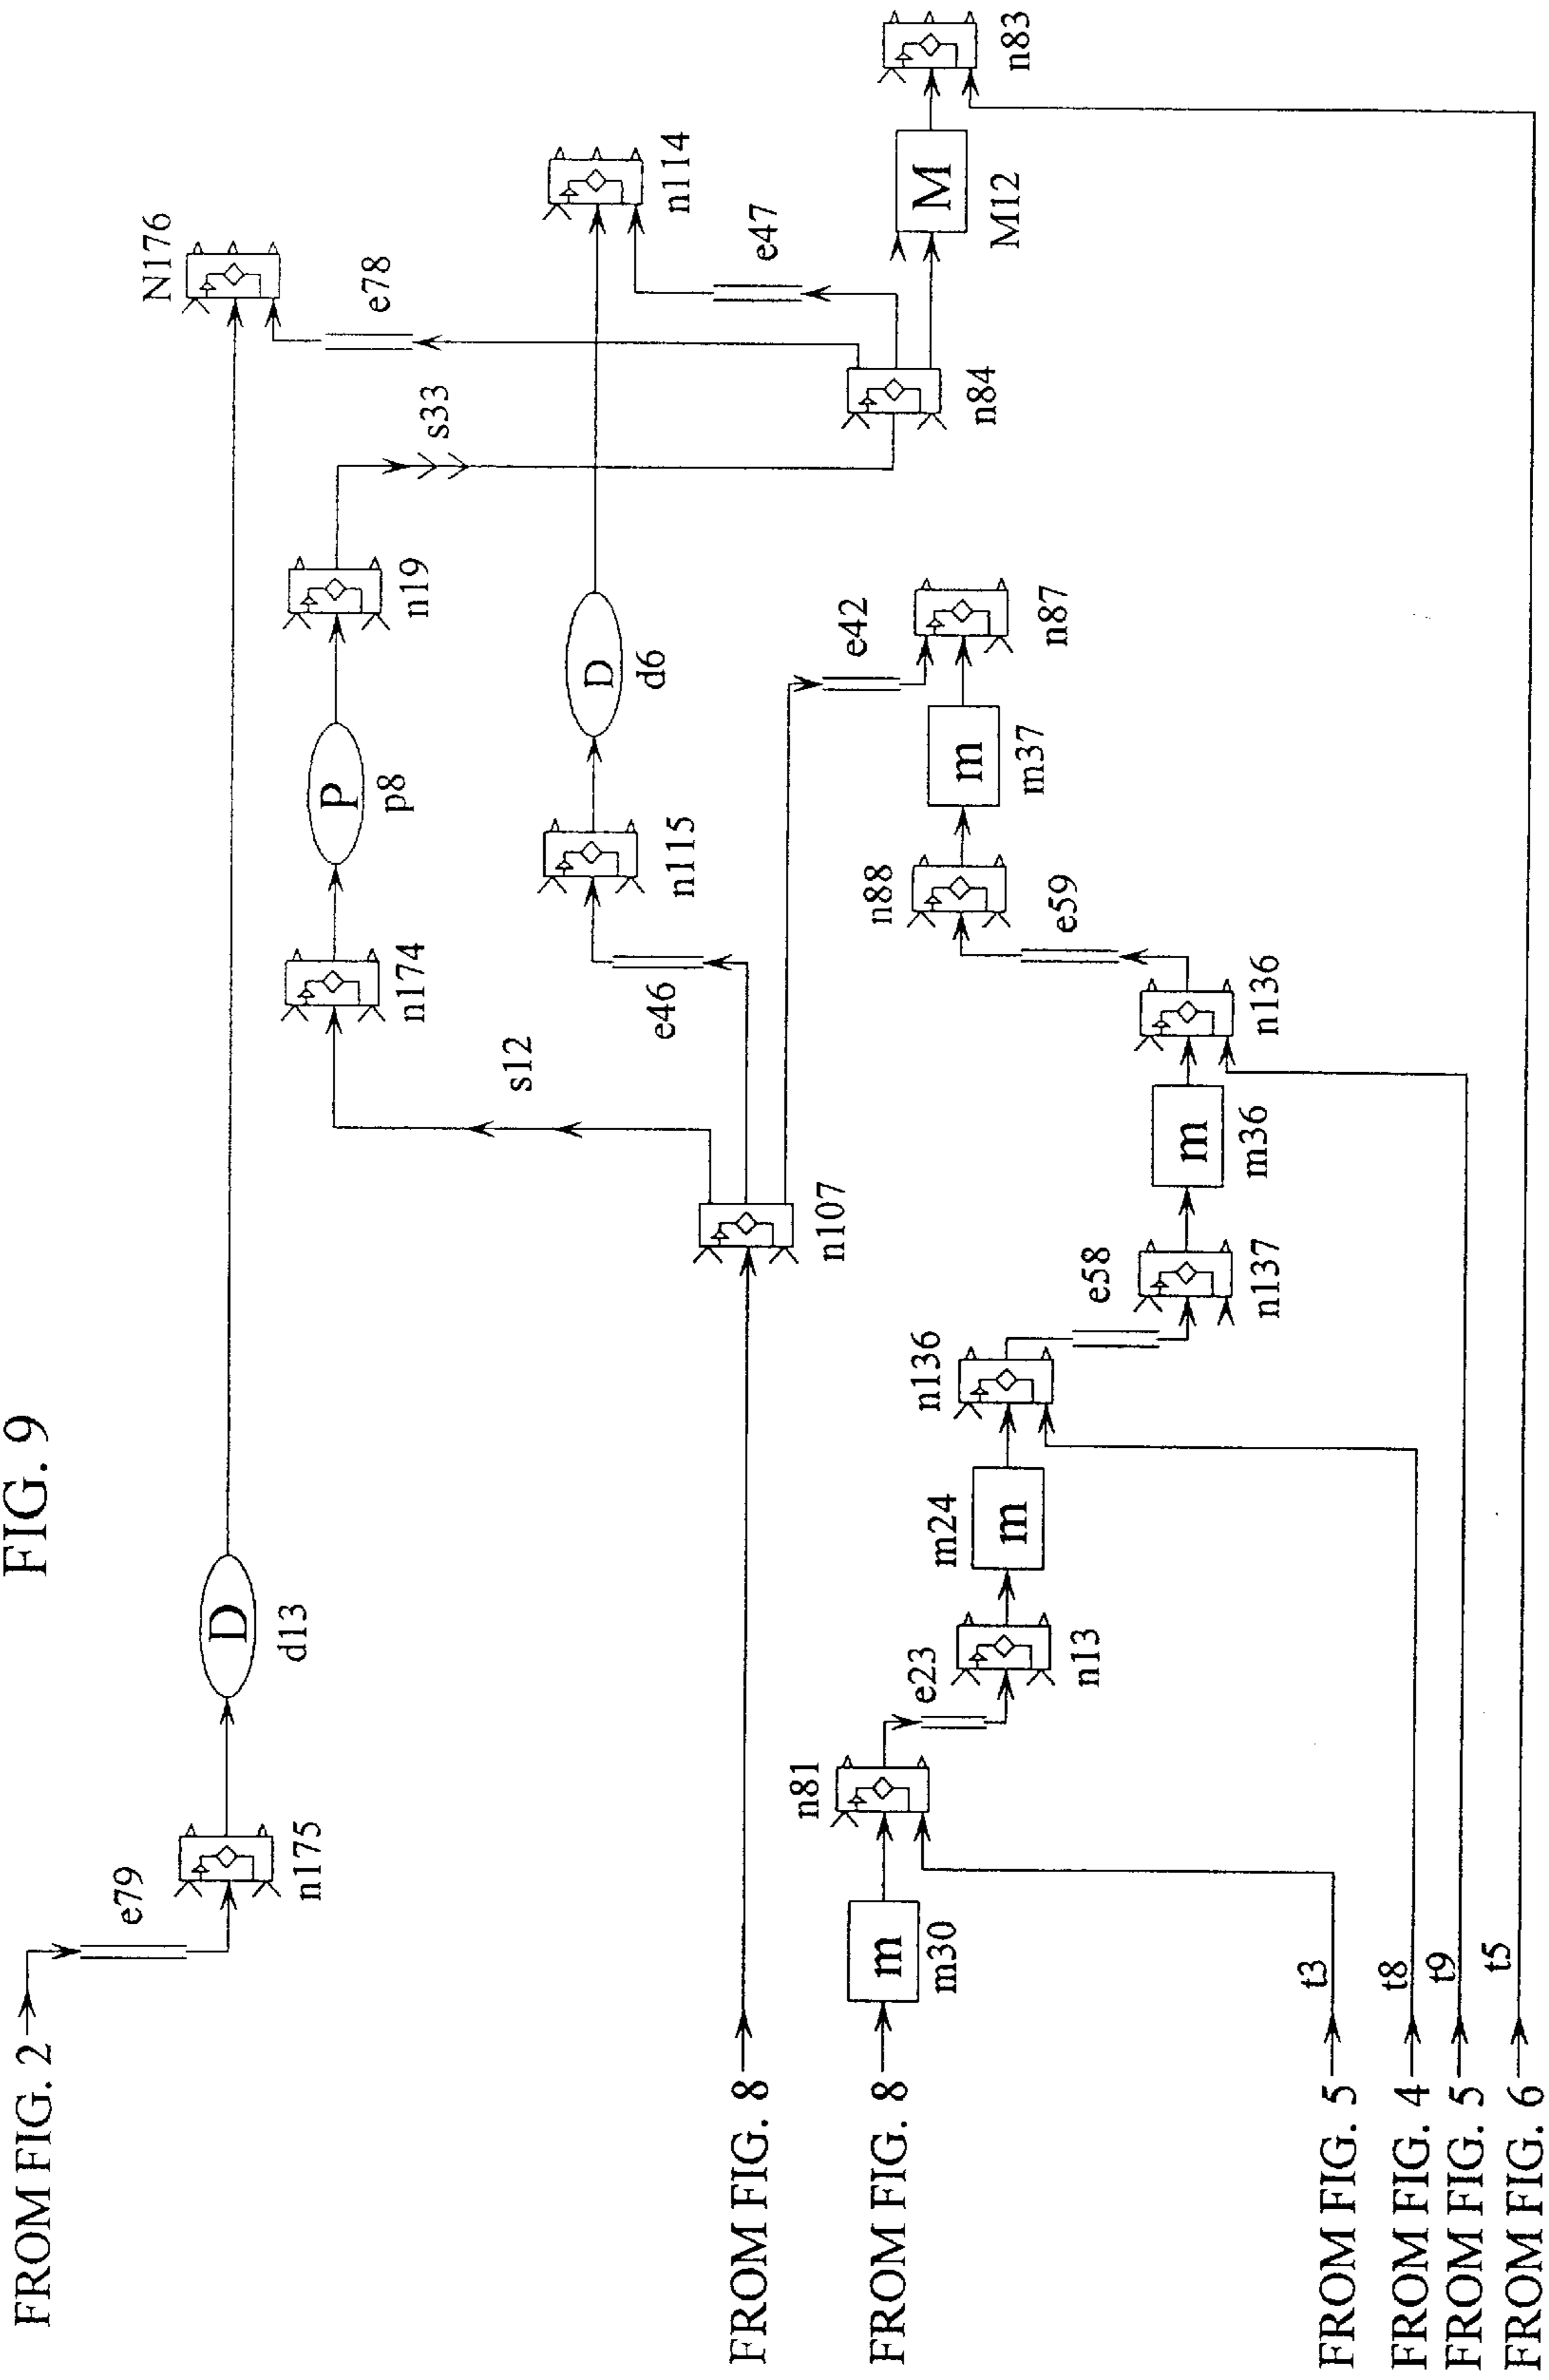 FIG. 9
FROM FIG. 2
e79
n175
D
d13
N176
e78
s12
n174
P
p8
n19
s33
e46
n115
D
d6
n114
e47
FROM FIG. 8
n107
e42
n84
M
M12
n83
FROM FIG. 8
m
m30
n81
e23
n13
m24
m
n136
e58
n137
m
m36
n136
e59
n88
m
m37
n87
FROM FIG. 5
t3
FROM FIG. 4
t8
FROM FIG. 5
t9
FROM FIG. 6
t5